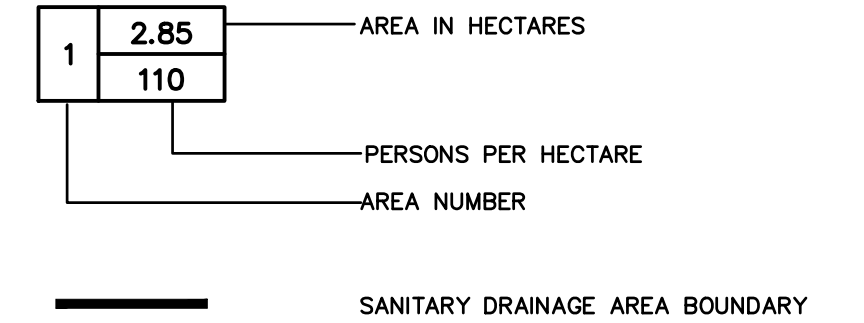 2.85
1
110
AREA IN HECTARES
PERSONS PER HECTARE
AREA NUMBER
SANITARY DRAINAGE AREA BOUNDARY